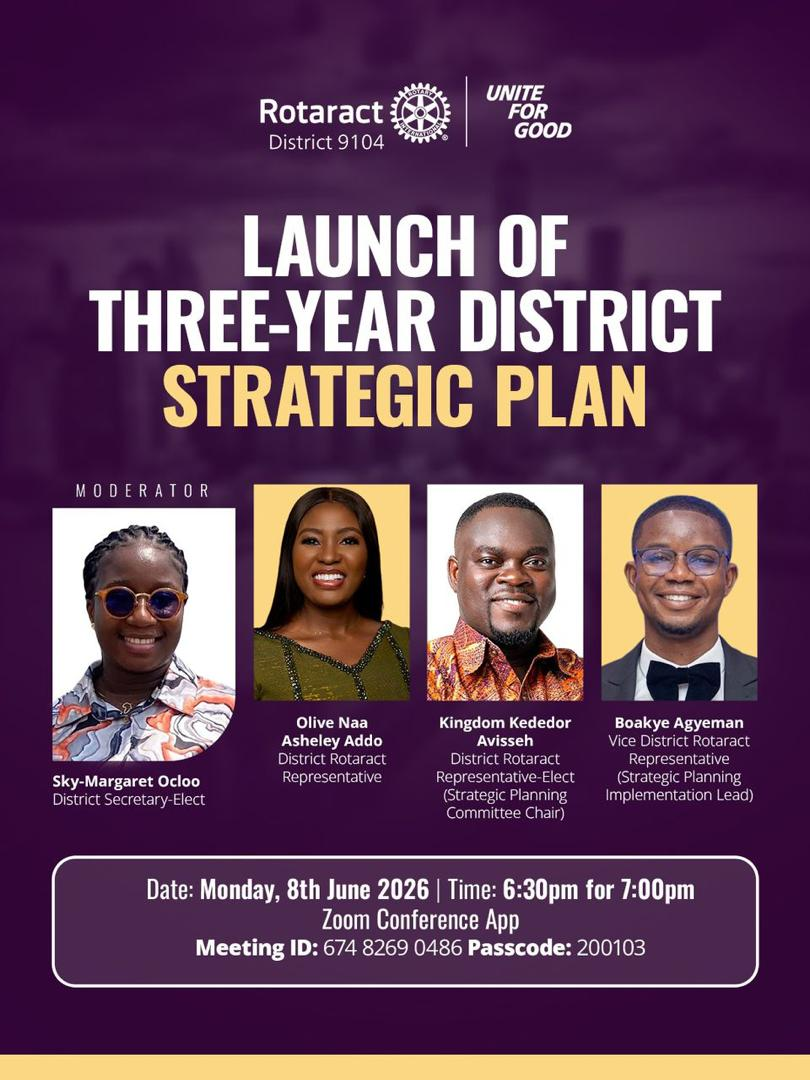 Rotaract
District 9104
ROTARY
INTERNATIONAL
®
UNITE
FOR
GOOD
LAUNCH OF
THREE-YEAR DISTRICT
STRATEGIC PLAN
MODERATOR
Sky-Margaret Ocloo
District Secretary-Elect
Olive Naa
Asheley Addo
District Rotaract
Representative
Kingdom Kededor
Avisseh
District Rotaract
Representative-Elect
(Strategic Planning
Committee Chair)
Boakye Agyeman
Vice District Rotaract
Representative
(Strategic Planning
Implementation Lead)
Date: Monday, 8th June 2026 | Time: 6:30pm for 7:00pm
Zoom Conference App
Meeting ID: 674 8269 0486 Passcode: 200103